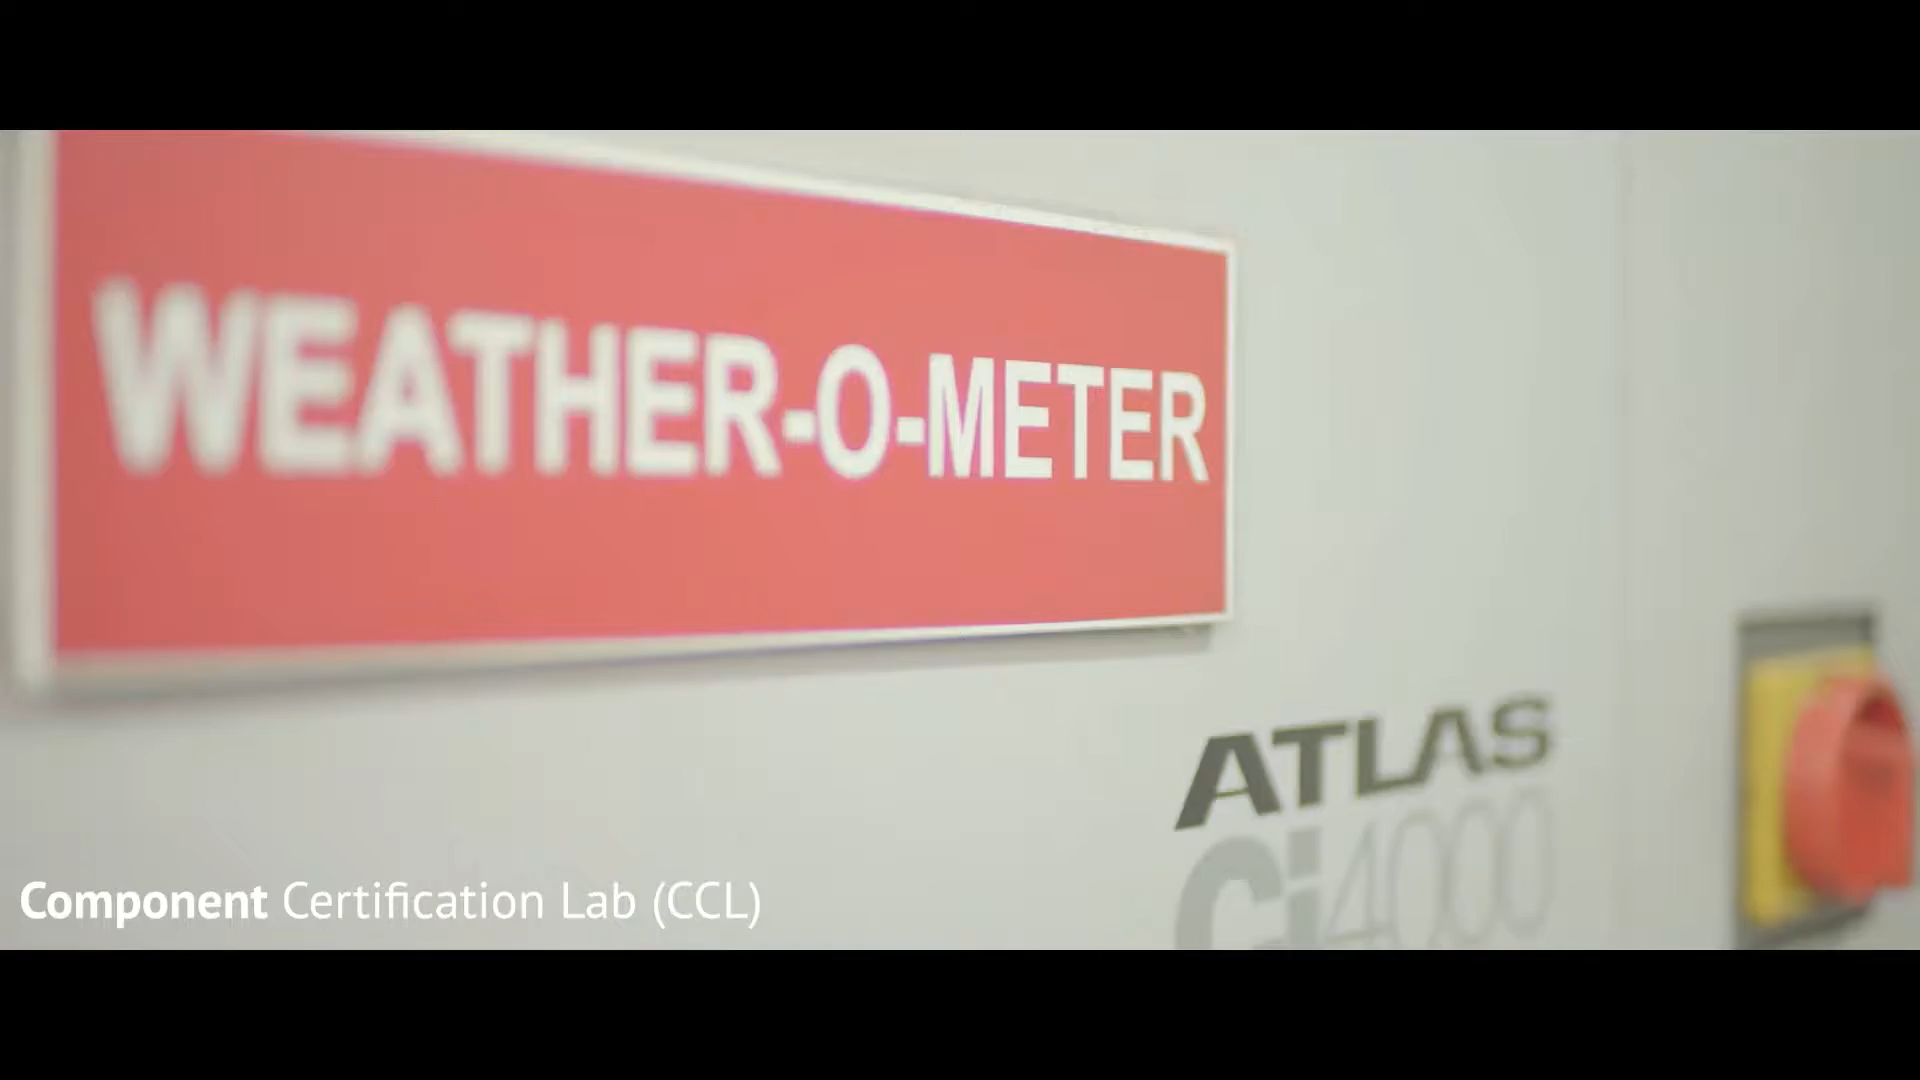 WEATHER-O-METER
ATLAS
Ci4000
Component Certification Lab (CCL)